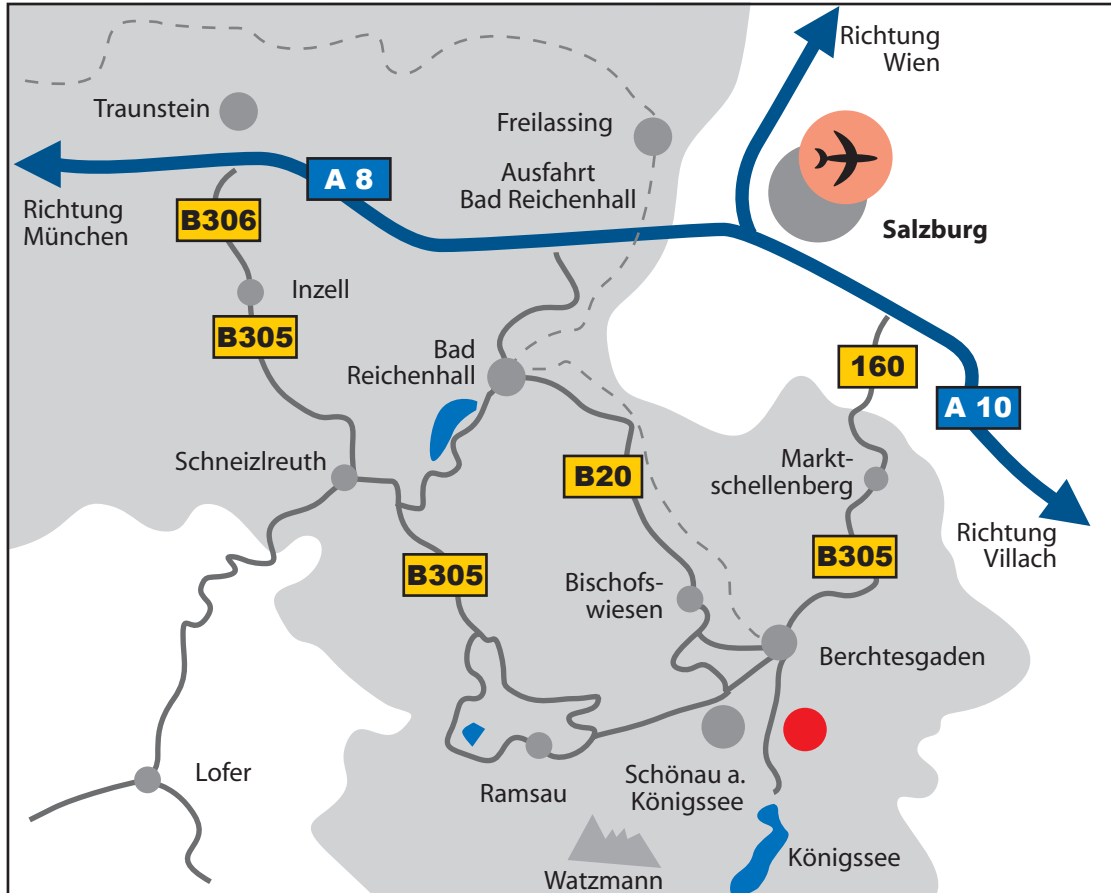 Richtung
Wien
Traunstein
Freilassing
Ausfahrt
Bad Reichenhall
A 8
Richtung
München
B306
Salzburg
Inzell
B305
Bad
Reichenhall
160
A 10
Schneizlreuth
B20
Markt-
schellenberg
Richtung
Villach
B305
Bischofs-
wiesen
B305
Berchtesgaden
Lofer
Ramsau
Schönau a.
Königssee
Königssee
Watzmann